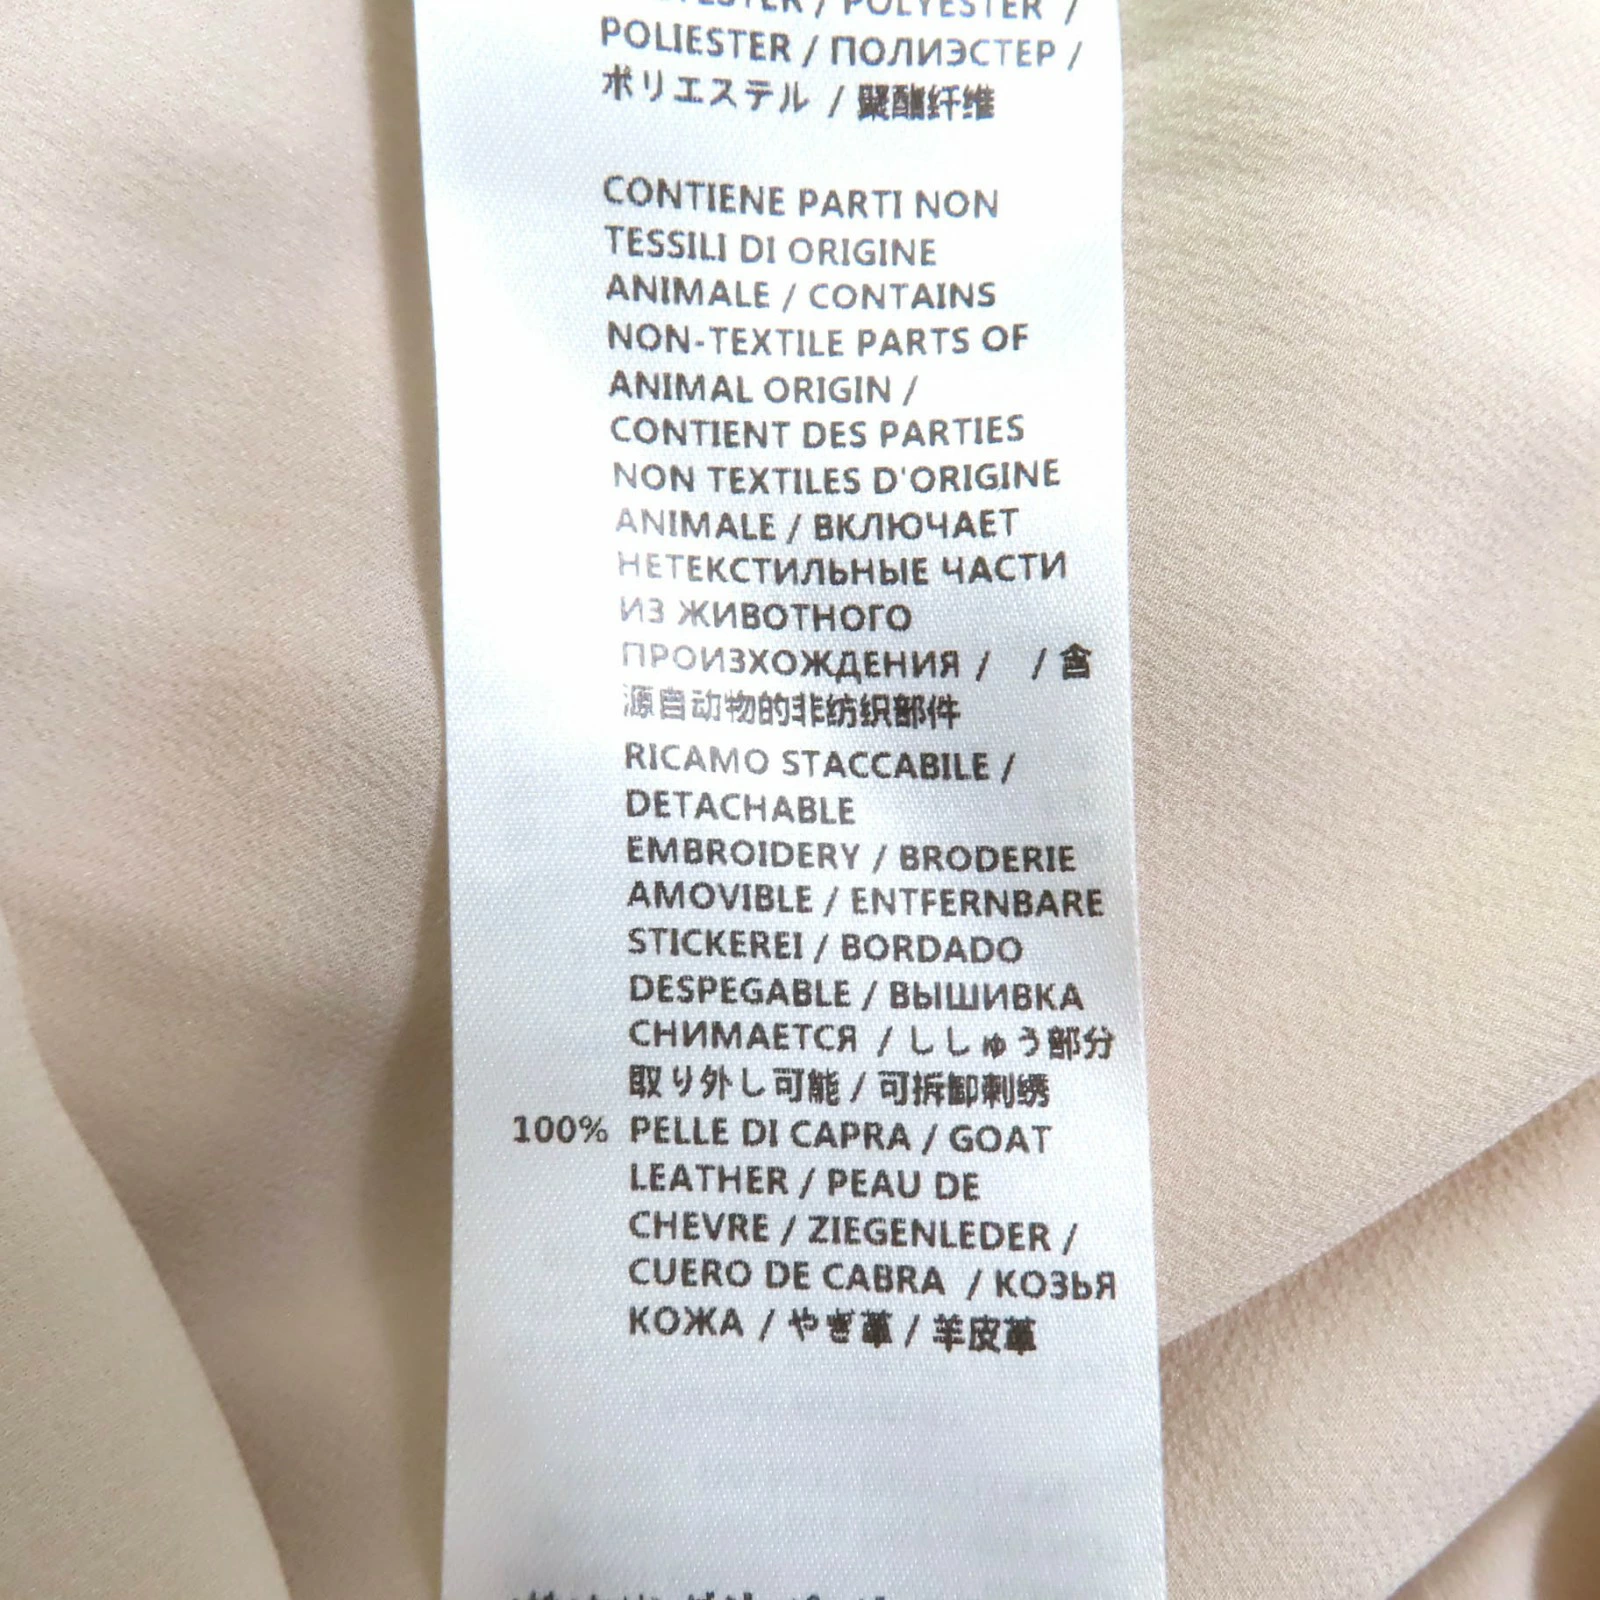 POLYESTER /
POLIESTER / ПОЛИЭСТЕР /
ポリエステル / 聚酯纤维
CONTIENE PARTI NON
TESSILI DI ORIGINE
ANIMALE / CONTAINS
NON-TEXTILE PARTS OF
ANIMAL ORIGIN /
CONTIENT DES PARTIES
NON TEXTILES D'ORIGINE
ANIMALE / ВКЛЮЧАЕТ
НЕТЕКСТИЛЬНЫЕ ЧАСТИ
ИЗ ЖИВОТНОГО
ПРОИЗХОЖДЕНИЯ / / 含
源自动物的非纺织部件
RICAMO STACCABILE /
DETACHABLE
EMBROIDERY / BRODERIE
AMOVIBLE / ENTFERNBARE
STICKEREI / BORDADO
DESPEGABLE / ВЫШИВКА
СНИМАЕТСЯ / ししゅう部分
取り外し可能 / 可拆卸刺绣
100% PELLE DI CAPRA / GOAT
LEATHER / PEAU DE
CHEVRE / ZIEGENLEDER /
CUERO DE CABRA / КОЗЬЯ
КОЖА / やぎ革 / 羊皮革